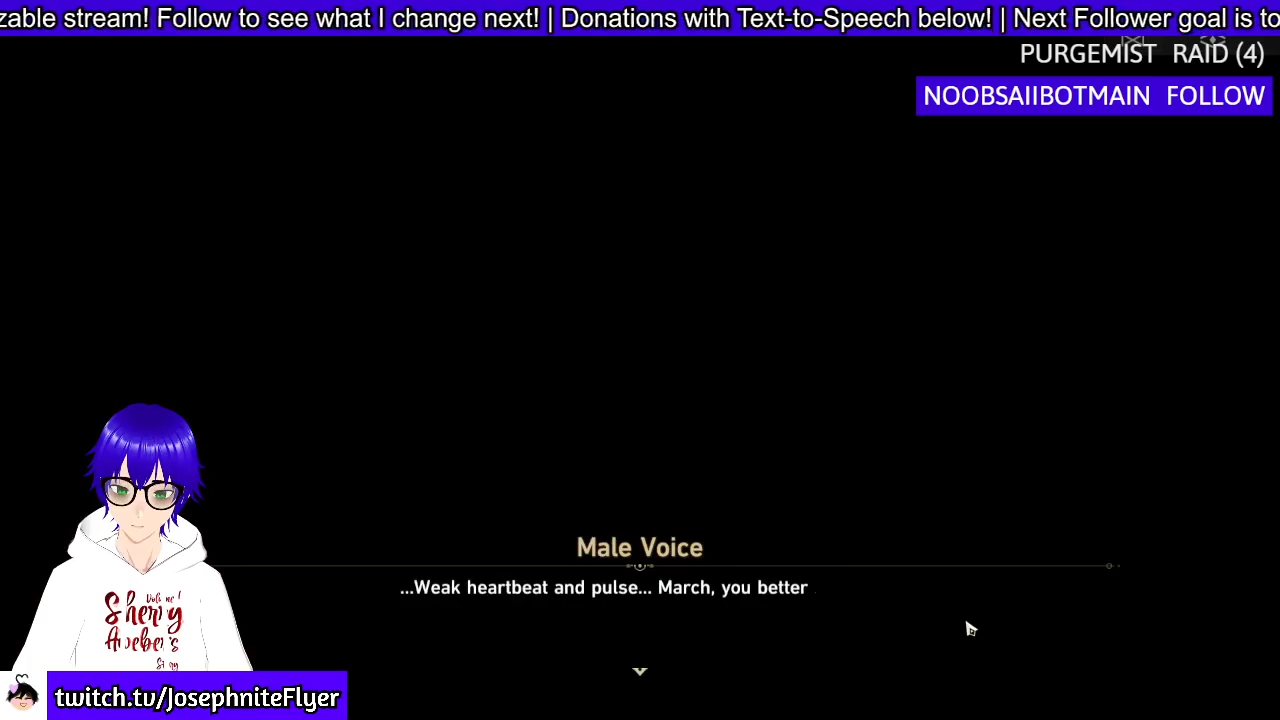 zable stream! Follow to see what I change next! | Donations with Text-to-Speech below! | Next Follower goal is to
PURGEMIST RAID (4)
NOOBSAIIBOTMAIN FOLLOW
Male Voice
...Weak heartbeat and pulse... March, you better
Sherry
twitch.tv/JosephniteFlyer